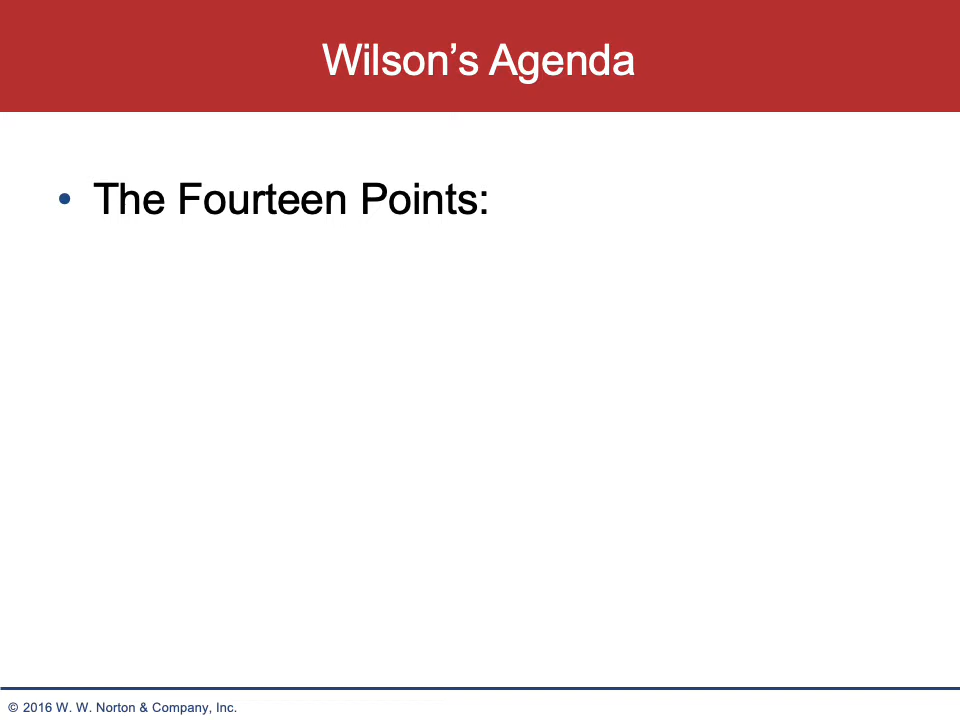 Wilson’s Agenda
• The Fourteen Points:
© 2016 W. W. Norton & Company, Inc.